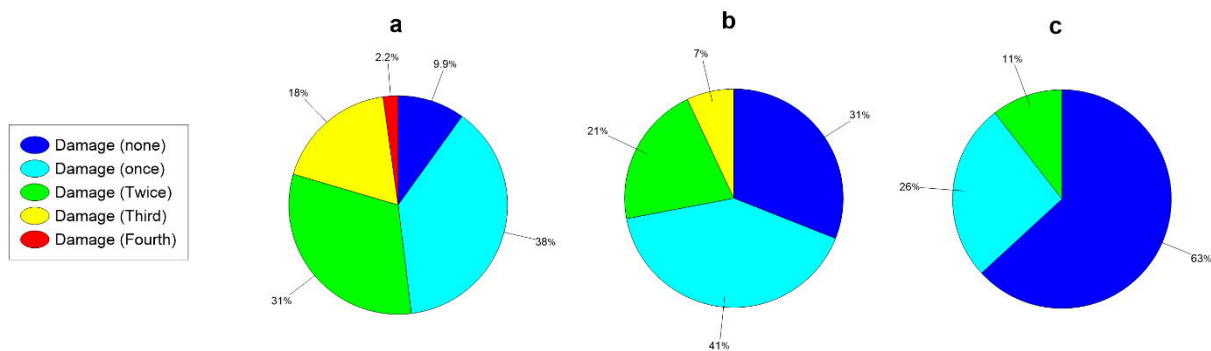 a
2.2%
9.9%
18%
38%
31%
b
7%
31%
21%
41%
c
11%
26%
63%
Damage (none)
Damage (once)
Damage (Twice)
Damage (Third)
Damage (Fourth)